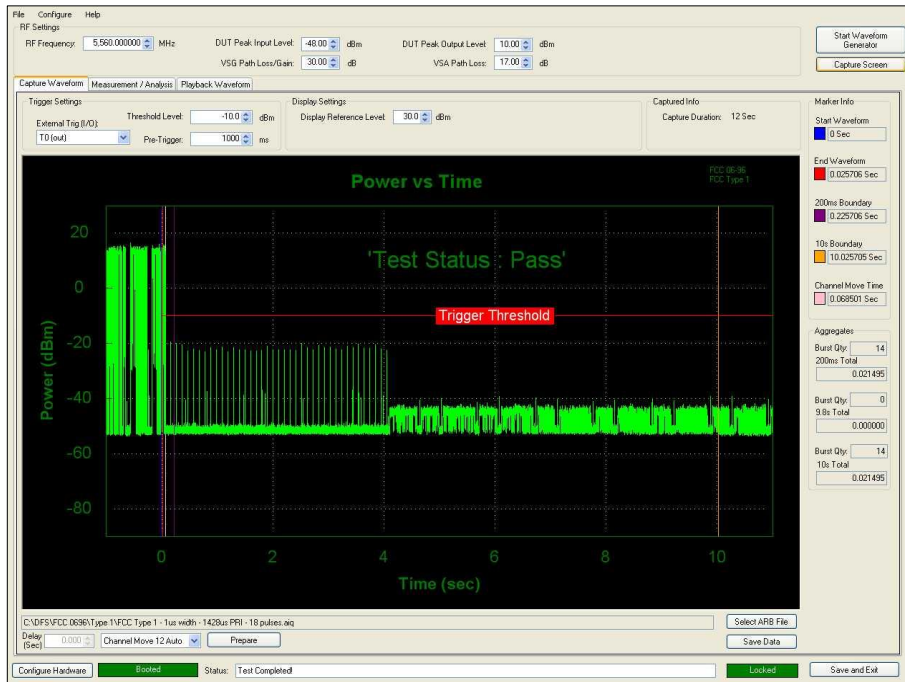 File Configure Help
RF Settings
RF Frequency: 5,560.000000 MHz
DUT Peak Input Level: -48.00 dBm
DUT Peak Output Level: 10.00 dBm
VSG Path Loss/Gain: 30.00 dB
VSA Path Loss: 17.00 dB
Start Waveform Generator
Capture Screen
Capture Waveform Measurement / Analysis Playback Waveform
Trigger Settings
External Trig (I/O):
T0 (out)
Threshold Level: -10.0 dBm
Pre-Trigger: 1000 ms
Display Settings
Display Reference Level: 30.0 dBm
Captured Info
Capture Duration: 12 Sec
Marker Info
Start Waveform
0 Sec
End Waveform
0.025706 Sec
200ms Boundary
0.225706 Sec
10s Boundary
10.025705 Sec
Channel Move Time
0.068501 Sec
Aggregates
Burst Qty: 14
200ms Total
0.021495
Burst Qty: 0
9.8s Total
0.000000
Burst Qty: 14
10s Total
0.021495
Power vs Time
FCC 06-96
FCC Type 1
'Test Status : Pass'
Trigger Threshold
Power (dBm)
20
0
-20
-40
-60
-80
0 2 4 6 8 10
Time (sec)
C:\DFS\FCC 0696\Type 1\FCC Type 1 - 1us width - 1428us PRI - 18 pulses.aiq
Select ARB File
Delay (Sec) 0.000
Channel Move 12 Auto
Prepare
Save Data
Configure Hardware
Booted
Status: Test Completed!
Locked
Save and Exit